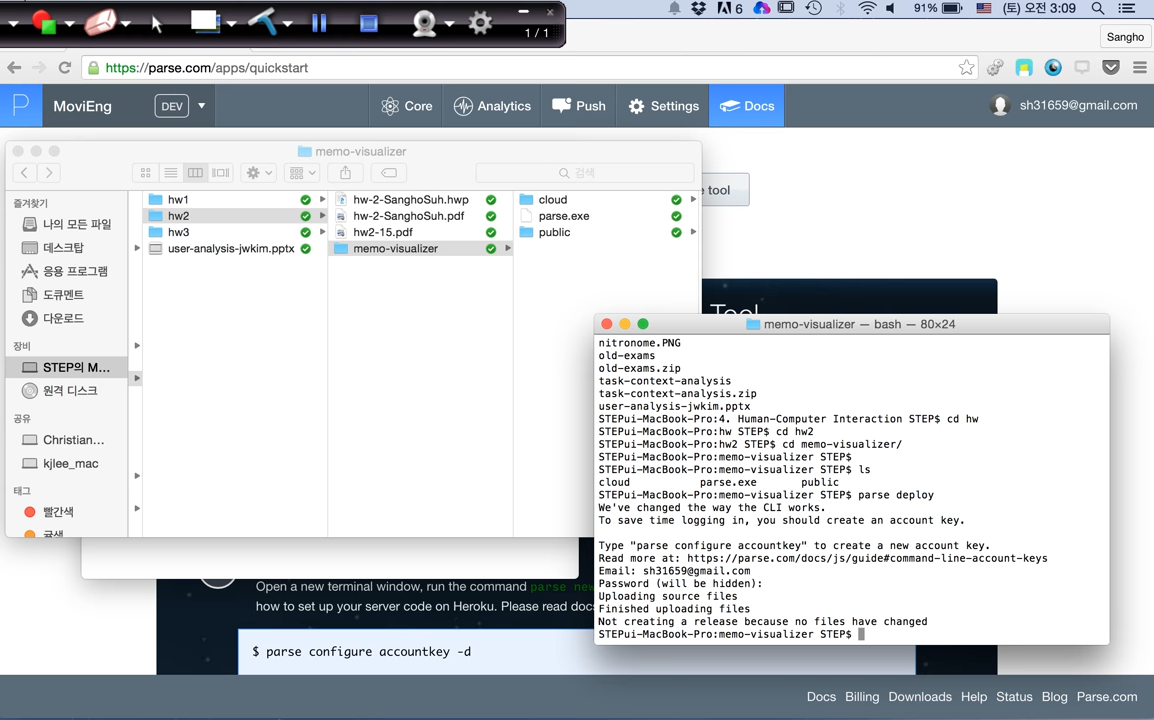 1 / 1
6
91%
(토) 오전 3:09
Sangho
https://parse.com/apps/quickstart
P
MoviEng
DEV
Core
Analytics
Push
Settings
Docs
sh31659@gmail.com
memo-visualizer
검색
즐겨찾기
나의 모든 파일
데스크탑
응용 프로그램
도큐멘트
다운로드
장비
STEP의 M...
원격 디스크
공유
Christian...
kjlee_mac
태그
빨간색
귤색
hw1
hw2
hw3
user-analysis-jwkim.pptx
hw-2-SanghoSuh.hwp
hw-2-SanghoSuh.pdf
hw2-15.pdf
memo-visualizer
cloud
parse.exe
public
e tool
Tool
memo-visualizer — bash — 80×24
nitronome.PNG
old-exams
old-exams.zip
task-context-analysis
task-context-analysis.zip
user-analysis-jwkim.pptx
STEPui-MacBook-Pro:4. Human-Computer Interaction STEP$ cd hw
STEPui-MacBook-Pro:hw STEP$ cd hw2
STEPui-MacBook-Pro:hw2 STEP$ cd memo-visualizer/
STEPui-MacBook-Pro:memo-visualizer STEP$
STEPui-MacBook-Pro:memo-visualizer STEP$ ls
cloud parse.exe public
STEPui-MacBook-Pro:memo-visualizer STEP$ parse deploy
We've changed the way the CLI works.
To save time logging in, you should create an account key.
Type "parse configure accountkey" to create a new account key.
Read more at: https://parse.com/docs/js/guide#command-line-account-keys
Email: sh31659@gmail.com
Password (will be hidden):
Uploading source files
Finished uploading files
Not creating a release because no files have changed
STEPui-MacBook-Pro:memo-visualizer STEP$
Open a new terminal window, run the command parse new
how to set up your server code on Heroku. Please read docs
$ parse configure accountkey -d
Docs Billing Downloads Help Status Blog Parse.com